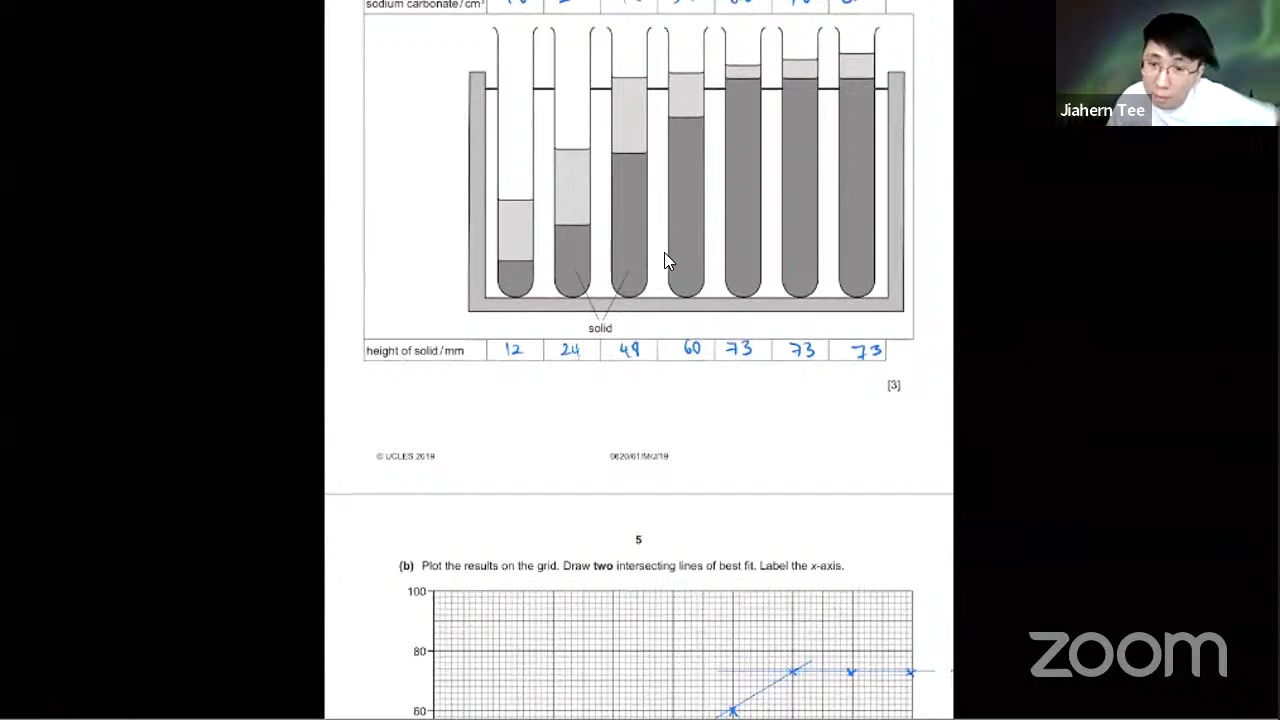 sodium carbonate/cm³
Jiahern Tee
solid
height of solid/mm 12 24 48 60 73 73 73
[3]
© UCLES 2019 0620/61/M/J/19
5
(b) Plot the results on the grid. Draw two intersecting lines of best fit. Label the x-axis.
100
80
60
zoom